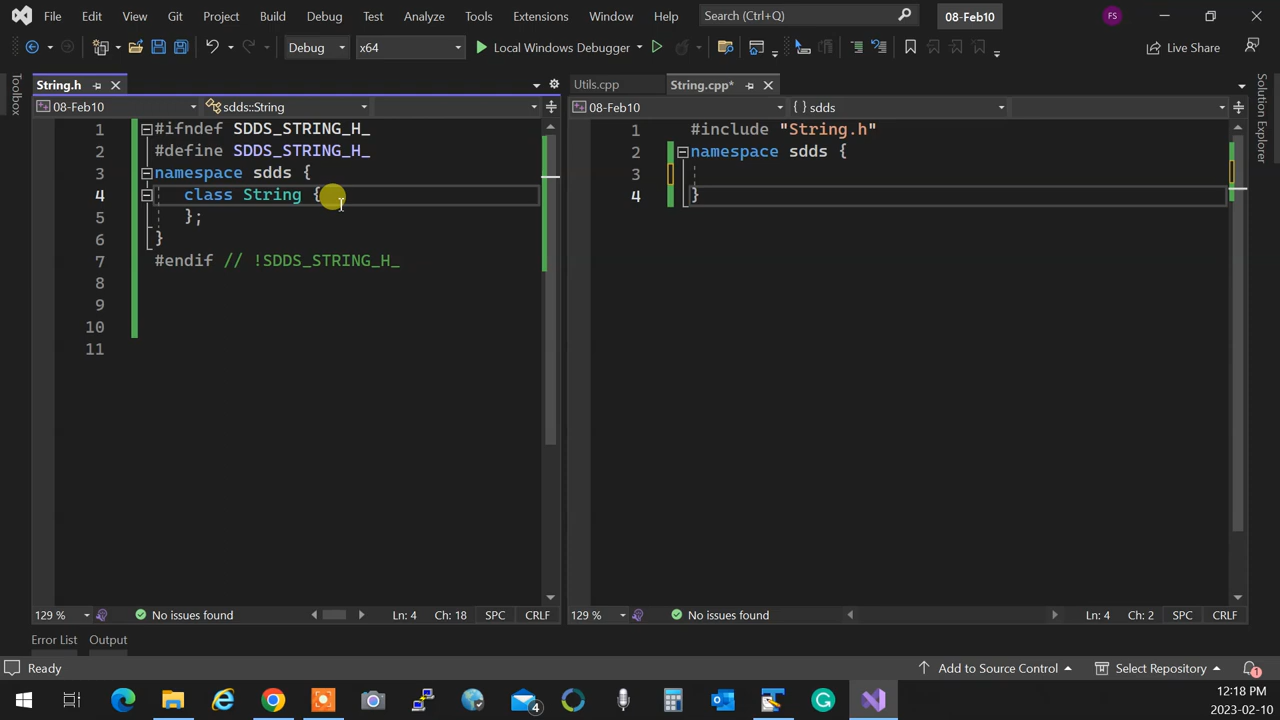 File Edit View Git Project Build Debug Test Analyze Tools Extensions Window Help Search (Ctrl+Q) 08-Feb10 FS
Debug x64 Local Windows Debugger Live Share
Toolbox
String.h
08-Feb10 sdds::String
1 #ifndef SDDS_STRING_H_
2 #define SDDS_STRING_H_
3 namespace sdds {
4 class String {
5 };
6 }
7 #endif // !SDDS_STRING_H_
8
9
10
11
129 % No issues found Ln: 4 Ch: 18 SPC CRLF
Utils.cpp String.cpp*
08-Feb10 {} sdds
1 #include "String.h"
2 namespace sdds {
3
4 }
129 % No issues found Ln: 4 Ch: 2 SPC CRLF
Solution Explorer
Error List Output
Ready Add to Source Control Select Repository 1
4
12:18 PM
2023-02-10